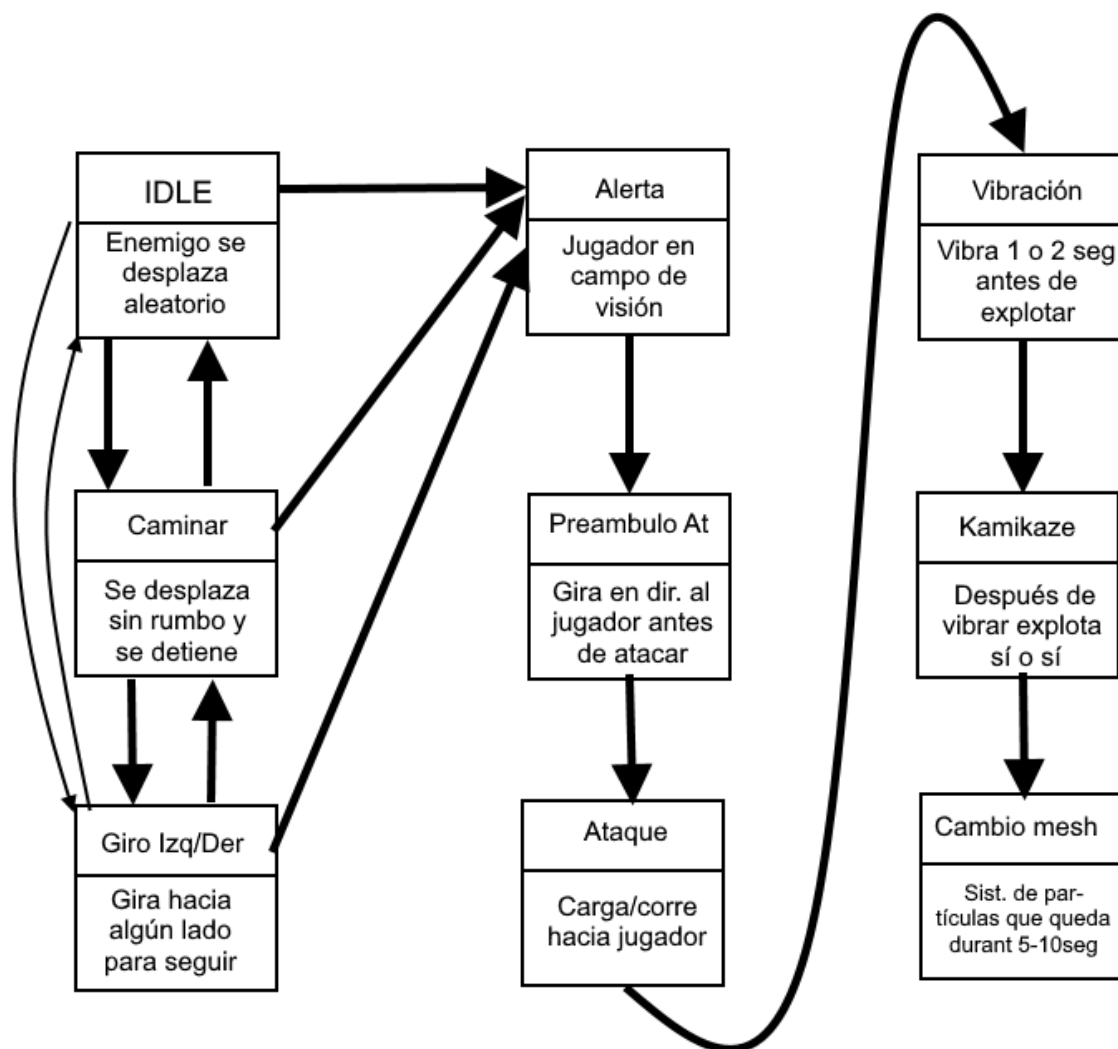 IDLE
Enemigo se
desplaza
aleatorio
Caminar
Se desplaza
sin rumbo y
se detiene
Giro Izq/Der
Gira hacia
algún lado
para seguir
Alerta
Jugador en
campo de
visión
Preambulo At
Gira en dir. al
jugador antes
de atacar
Ataque
Carga/corre
hacia jugador
Vibración
Vibra 1 o 2 seg
antes de
explotar
Kamikaze
Después de
vibrar explota
sí o sí
Cambio mesh
Sist. de par-
tículas que queda
durant 5-10seg